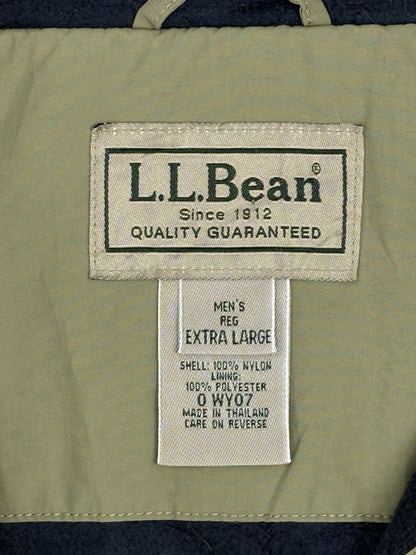 L.L.Bean®
Since 1912
QUALITY GUARANTEED
MEN'S
REG
EXTRA LARGE
SHELL: 100% NYLON
LINING:
100% POLYESTER
0 WY07
MADE IN THAILAND
CARE ON REVERSE